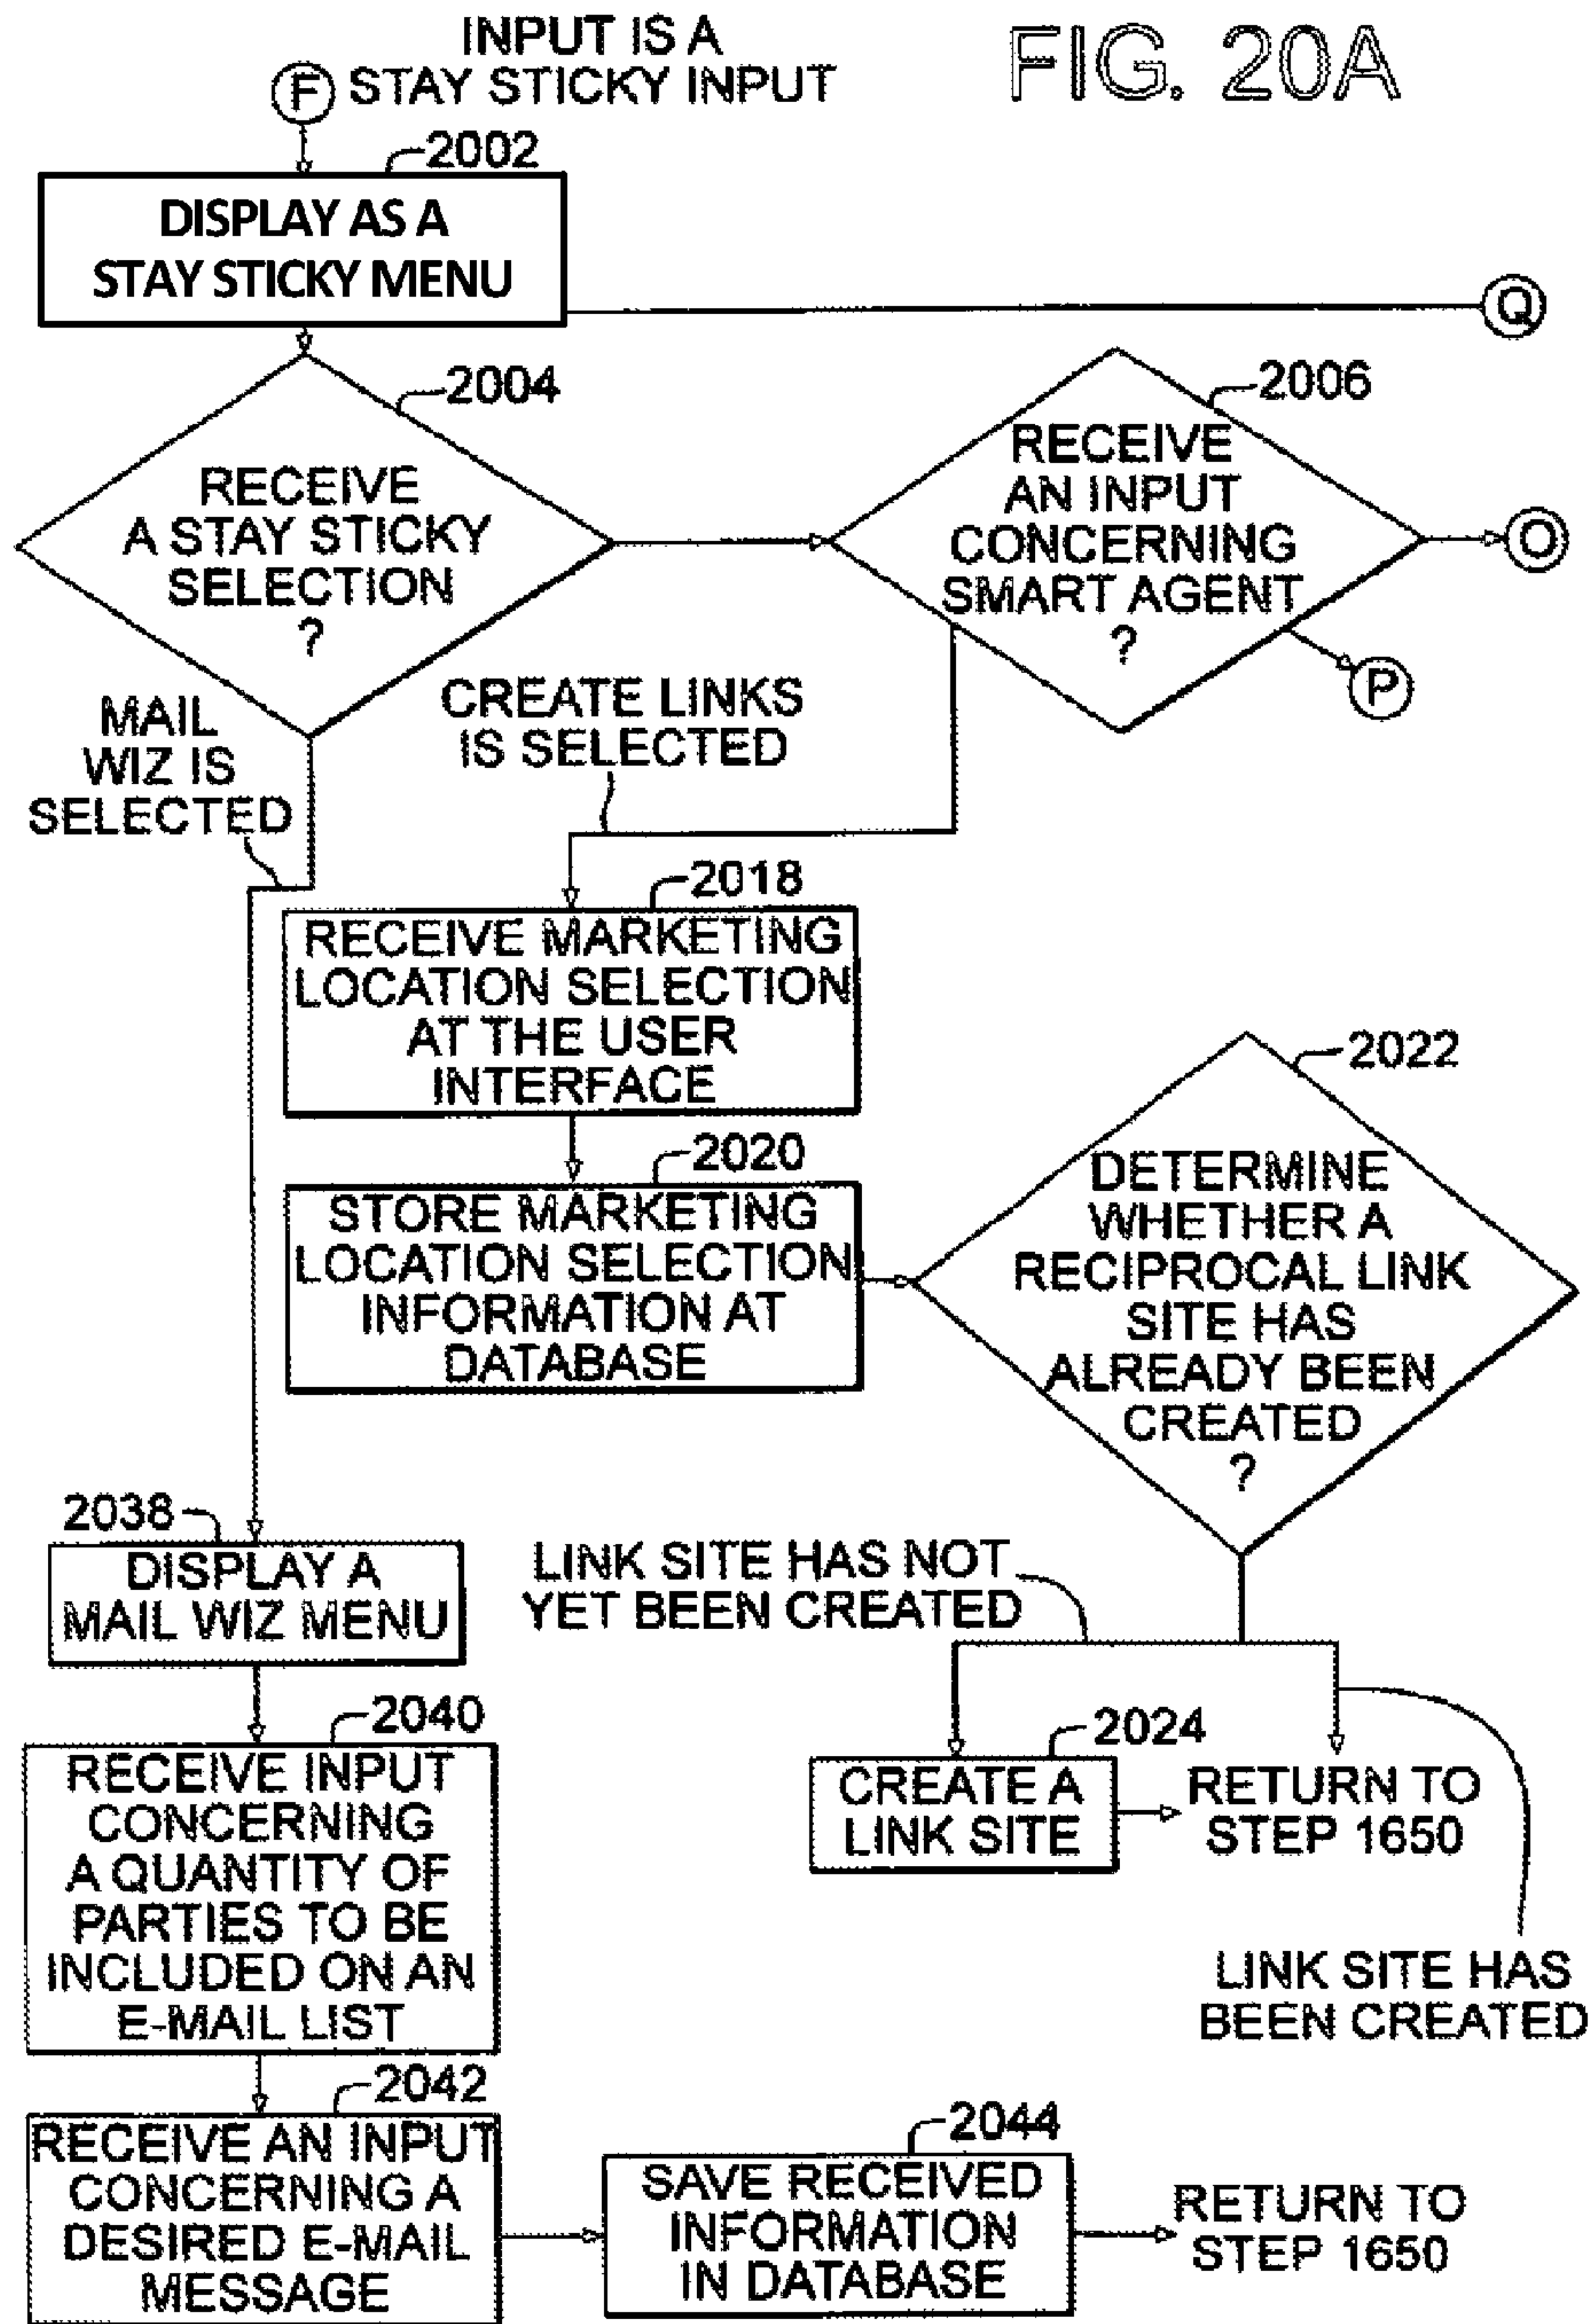 INPUT IS A
STAY STICKY INPUT
FIG. 20A
F
2002
DISPLAY AS A
STAY STICKY MENU
Q
2004
RECEIVE
A STAY STICKY
SELECTION
?
2006
RECEIVE
AN INPUT
CONCERNING
SMART AGENT
?
O
P
MAIL
WIZ IS
SELECTED
CREATE LINKS
IS SELECTED
2018
RECEIVE MARKETING
LOCATION SELECTION
AT THE USER
INTERFACE
2020
STORE MARKETING
LOCATION SELECTION
INFORMATION AT
DATABASE
2022
DETERMINE
WHETHER A
RECIPROCAL LINK
SITE HAS
ALREADY BEEN
CREATED
?
LINK SITE HAS NOT
YET BEEN CREATED
2024
CREATE A
LINK SITE
RETURN TO
STEP 1650
LINK SITE HAS
BEEN CREATED
2038
DISPLAY A
MAIL WIZ MENU
2040
RECEIVE INPUT
CONCERNING
A QUANTITY OF
PARTIES TO BE
INCLUDED ON AN
E-MAIL LIST
2042
RECEIVE AN INPUT
CONCERNING A
DESIRED E-MAIL
MESSAGE
2044
SAVE RECEIVED
INFORMATION
IN DATABASE
RETURN TO
STEP 1650